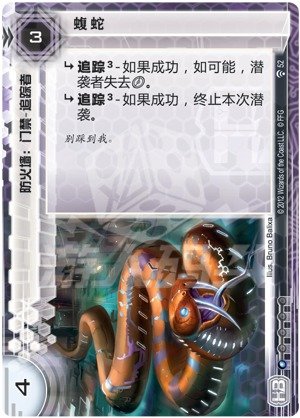 3
蝮蛇
↳ 追踪³-如果成功，如可能，潜
袭者失去。
↳ 追踪³-如果成功，终止本次潜
袭。
别踩到我。
防火墙：门禁-追踪者
© 2012 Wizards of the Coast LLC. © FFG
52
Illus. Bruno Balixa
4
HB